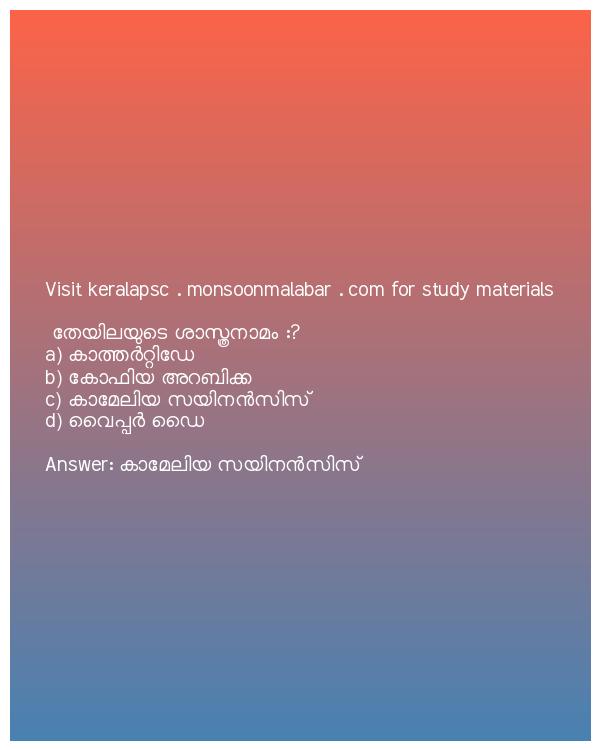 Visit keralapsc . monsoonmalabar . com for study materials
തേയിലയുടെ ശാസ്ത്രനാമം :?
a) കാത്തർറ്റിഡേ
b) കോഫിയ അറബിക്ക
c) കാമേലിയ സയിനൻസിസ്
d) വൈപ്പർ ഡൈ
Answer: കാമേലിയ സയിനൻസിസ്